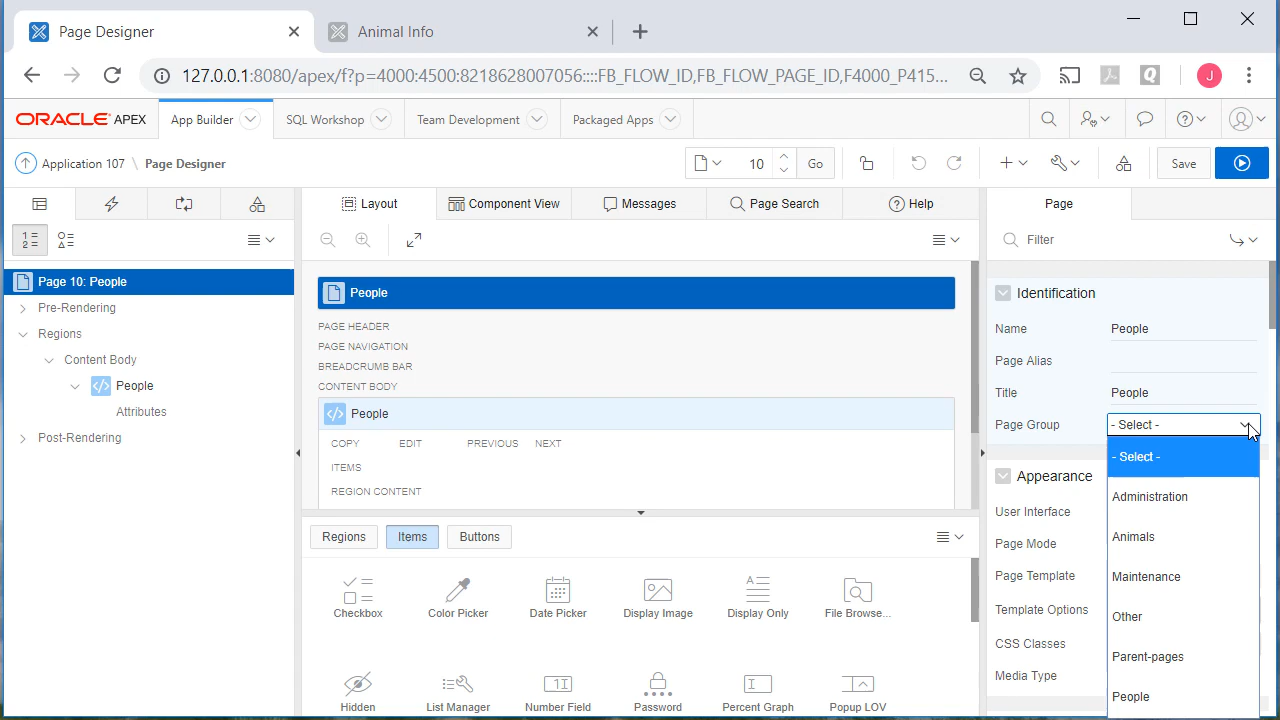 Page Designer
Animal Info
127.0.0.1:8080/apex/f?p=4000:4500:8218628007056::::FB_FLOW_ID,FB_FLOW_PAGE_ID,F4000_P415...
J
ORACLE APEX
App Builder
SQL Workshop
Team Development
Packaged Apps
Application 107 \ Page Designer
10
Go
Save
Layout
Component View
Messages
Page Search
Help
Page
Filter
Page 10: People
Pre-Rendering
Regions
Content Body
People
Attributes
Post-Rendering
People
PAGE HEADER
PAGE NAVIGATION
BREADCRUMB BAR
CONTENT BODY
People
COPY EDIT PREVIOUS NEXT
ITEMS
REGION CONTENT
Regions Items Buttons
Checkbox Color Picker Date Picker Display Image Display Only File Browse...
Hidden List Manager Number Field Password Percent Graph Popup LOV
Identification
Name People
Page Alias
Title People
Page Group - Select -
- Select -
Administration
Animals
Maintenance
Other
Parent-pages
People
Appearance
User Interface
Page Mode
Page Template
Template Options
CSS Classes
Media Type